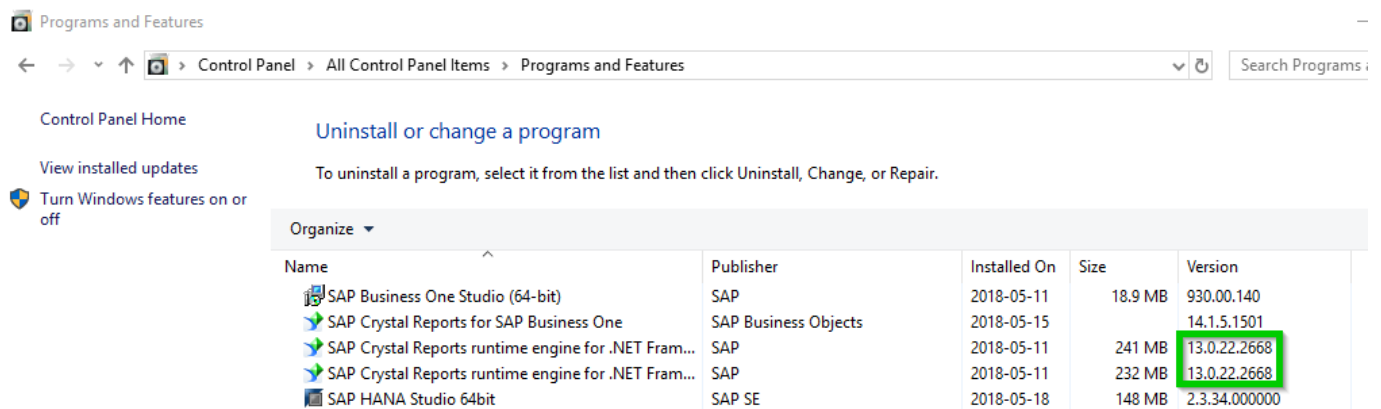 Programs and Features
Control Panel > All Control Panel Items > Programs and Features Search Programs
Control Panel Home
View installed updates
Turn Windows features on or
off
Uninstall or change a program
To uninstall a program, select it from the list and then click Uninstall, Change, or Repair.
Organize
Name Publisher Installed On Size Version
SAP Business One Studio (64-bit) SAP 2018-05-11 18.9 MB 930.00.140
SAP Crystal Reports for SAP Business One SAP Business Objects 2018-05-15 14.1.5.1501
SAP Crystal Reports runtime engine for .NET Fram... SAP 2018-05-11 241 MB 13.0.22.2668
SAP Crystal Reports runtime engine for .NET Fram... SAP 2018-05-11 232 MB 13.0.22.2668
SAP HANA Studio 64bit SAP SE 2018-05-18 148 MB 2.3.34.000000